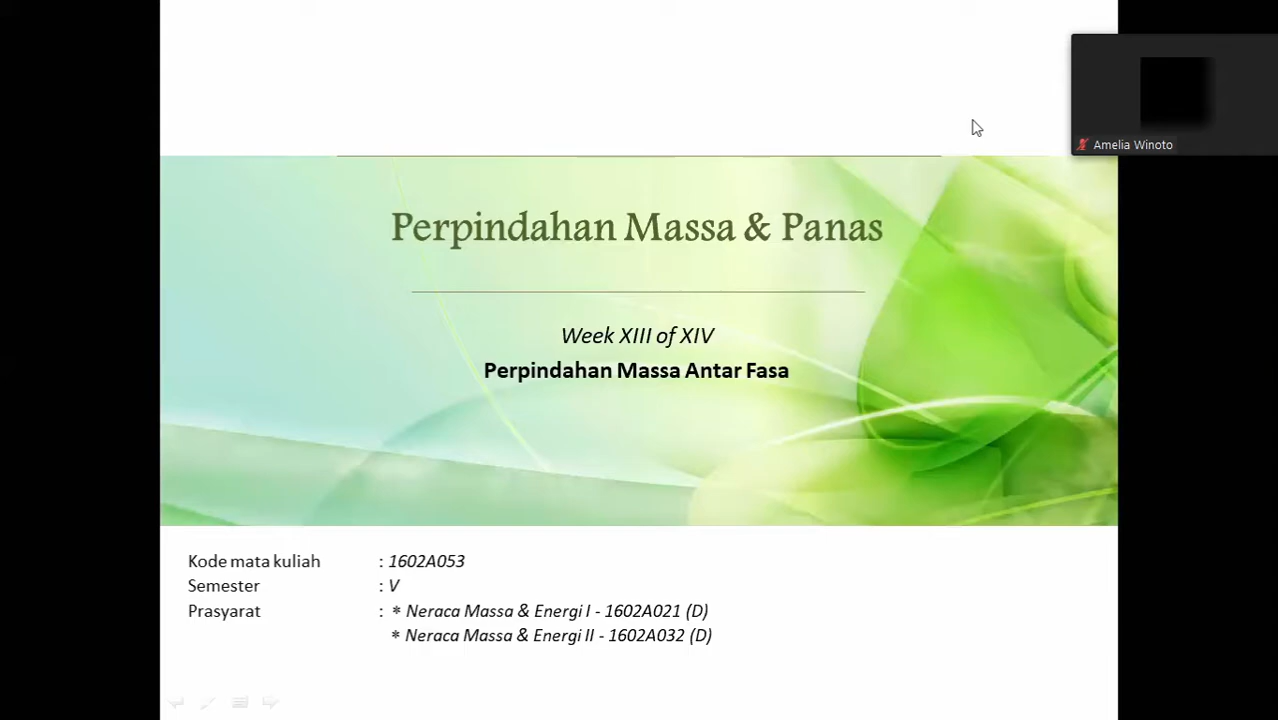 Amelia Winoto
Perpindahan Massa & Panas
Week XIII of XIV
Perpindahan Massa Antar Fasa
Kode mata kuliah : 1602A053
Semester : V
Prasyarat : * Neraca Massa & Energi I - 1602A021 (D)
* Neraca Massa & Energi II - 1602A032 (D)